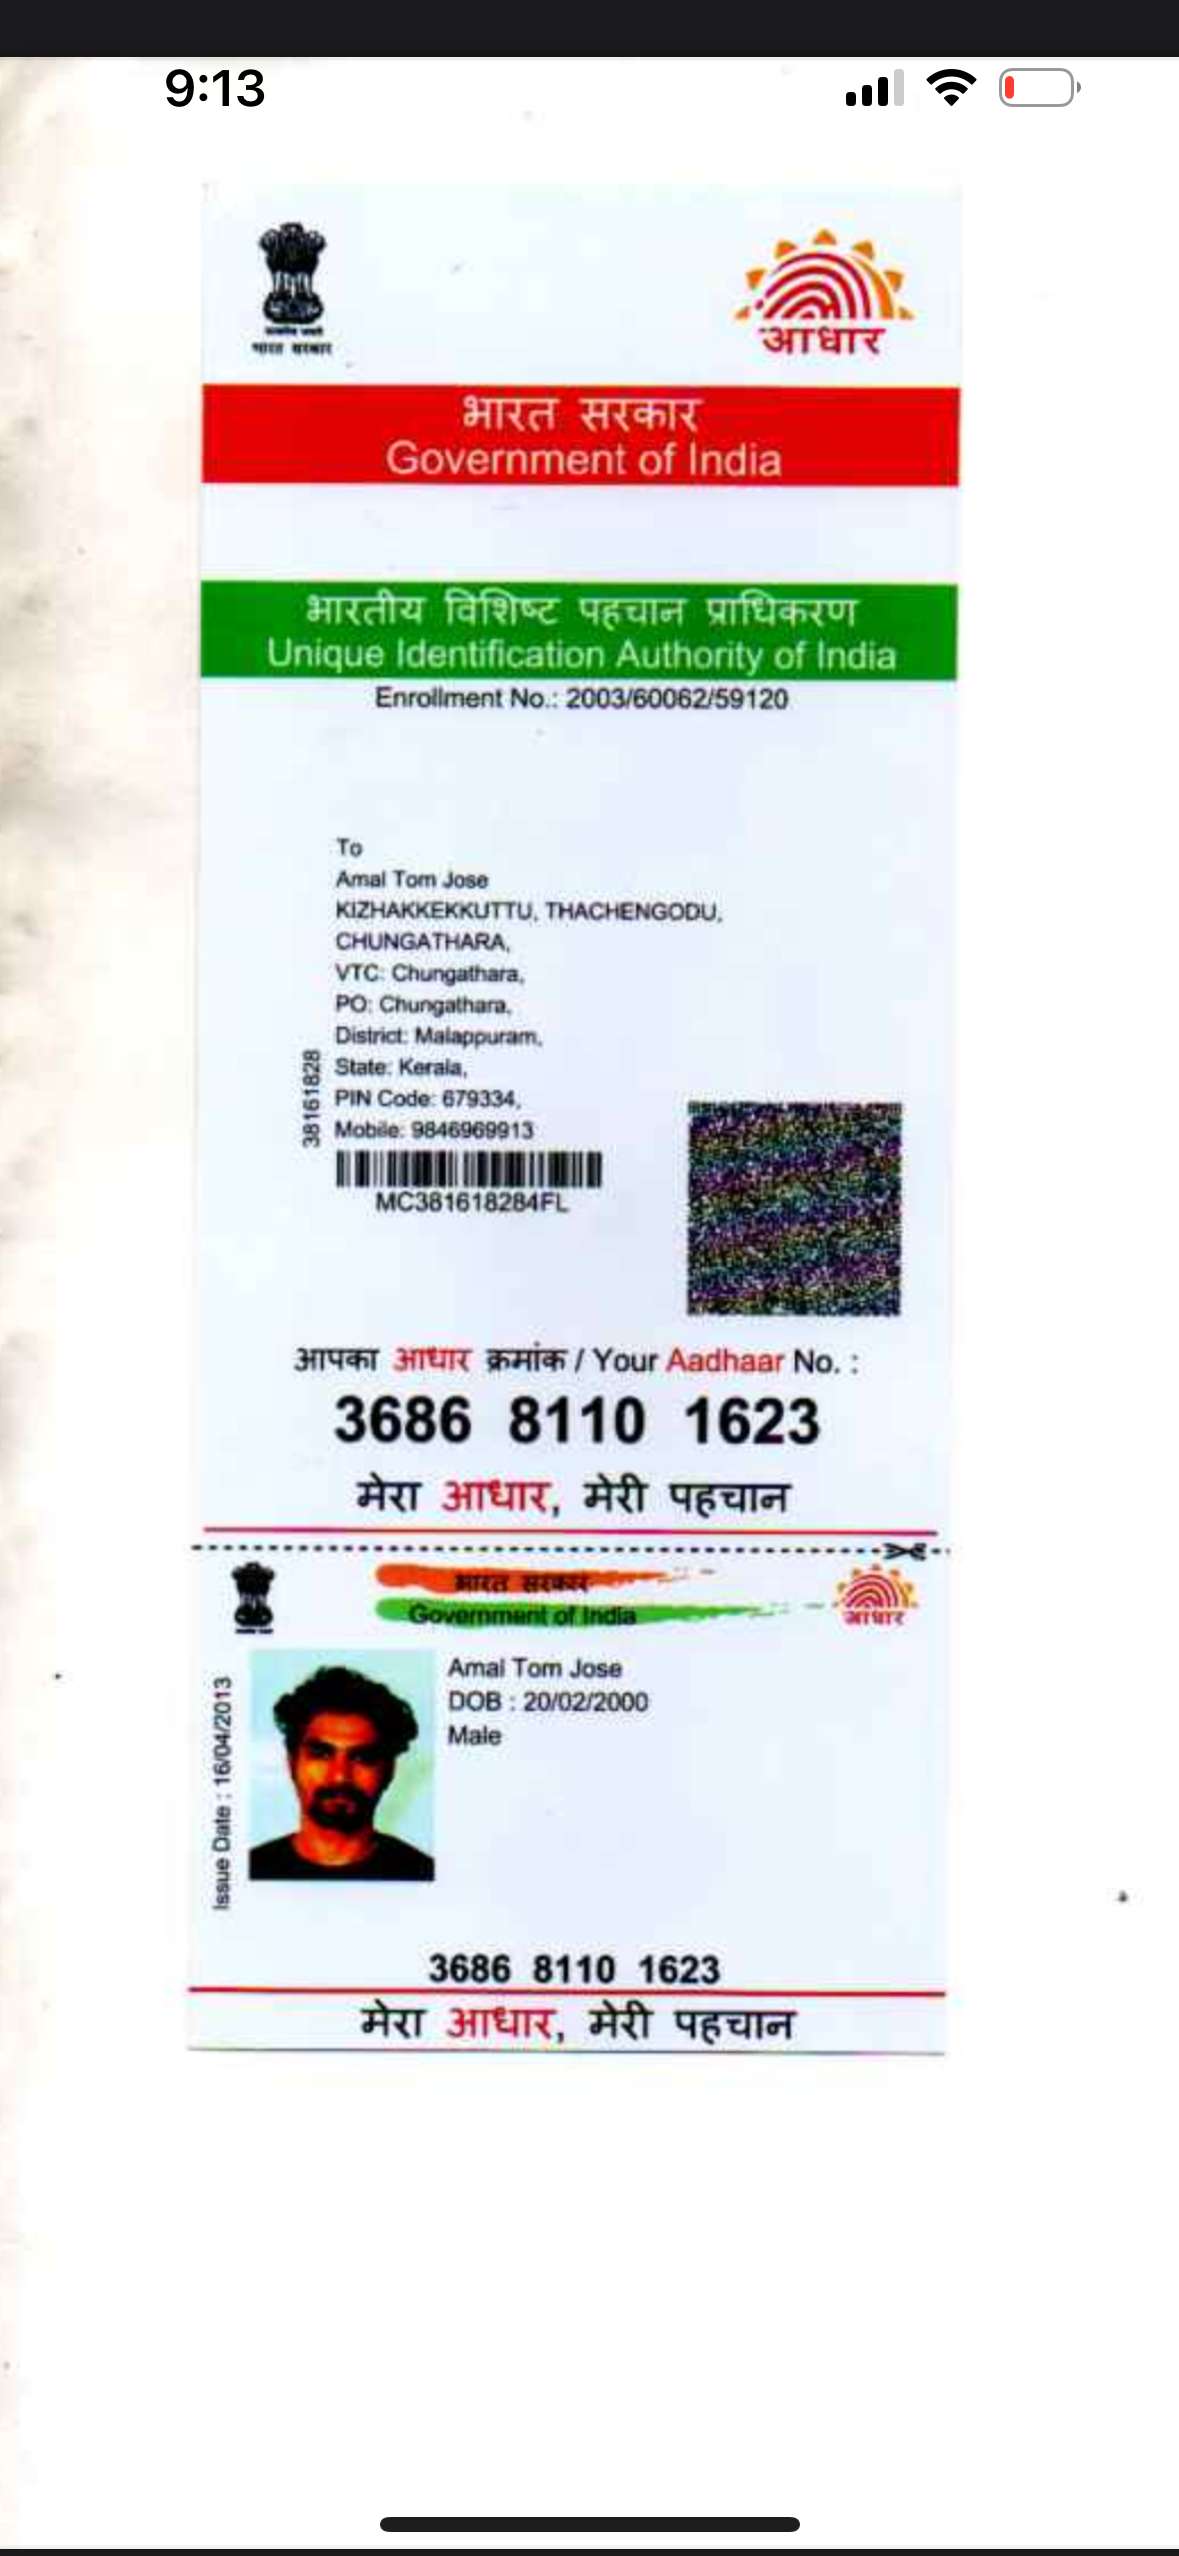 9:13
भारत सरकार
आधार
भारत सरकार
Government of India
भारतीय विशिष्ट पहचान प्राधिकरण
Unique Identification Authority of India
Enrollment No.: 2003/60062/59120
To
Amal Tom Jose
KIZHAKKEKKUTTU, THACHENGODU,
CHUNGATHARA,
VTC: Chungathara,
PO: Chungathara,
District: Malappuram,
State: Kerala,
PIN Code: 679334,
Mobile: 9846969913
38161828
MC381618284FL
आपका आधार क्रमांक / Your Aadhaar No. :
3686 8110 1623
मेरा आधार, मेरी पहचान
भारत सरकार
Government of India
आधार
Amal Tom Jose
DOB : 20/02/2000
Male
Issue Date : 16/04/2013
3686 8110 1623
मेरा आधार, मेरी पहचान